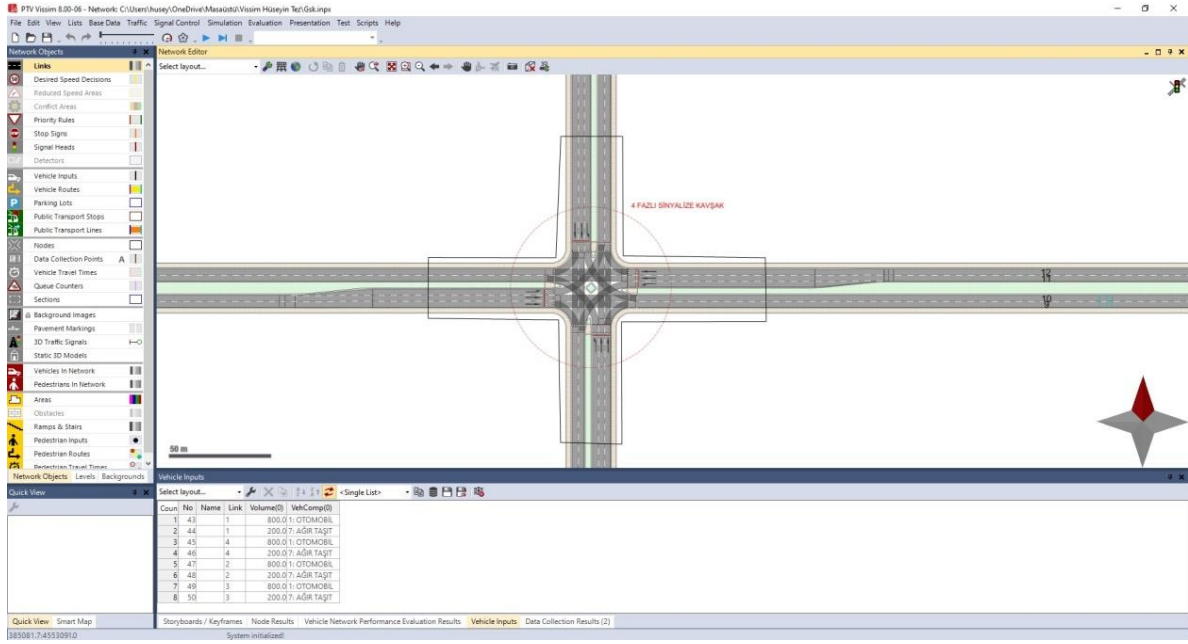 PTV Vissim 8.00-06 - Network: C:\Users\husey\OneDrive\Masaüstü\Vissim Hüseyin Tez\Gsk.inpx
File Edit View Lists Base Data Traffic Signal Control Simulation Evaluation Presentation Test Scripts Help
Network Objects
Network Editor
Links
Select layout...
Desired Speed Decisions
Reduced Speed Areas
Conflict Areas
Priority Rules
Stop Signs
Signal Heads
Detectors
Vehicle Inputs
Vehicle Routes
Parking Lots
Public Transport Stops
Public Transport Lines
Nodes
Data Collection Points A
Vehicle Travel Times
Queue Counters
Sections
Background Images
Pavement Markings
3D Traffic Signals
Static 3D Models
Vehicles In Network
Pedestrians In Network
Areas
Obstacles
Ramps & Stairs
Pedestrian Inputs
Pedestrian Routes
Pedestrian Travel Times
4 FAZLI SİNYALİZE KAVŞAK
50 m
Network Objects Levels Backgrounds
Vehicle Inputs
Quick View
Select layout...
<Single List>
Coun No Name Link Volume(0) VehComp(0)
1 43 1 800.0 1: OTOMOBİL
2 44 1 200.0 7: AĞIR TAŞIT
3 45 4 800.0 1: OTOMOBİL
4 46 4 200.0 7: AĞIR TAŞIT
5 47 2 800.0 1: OTOMOBİL
6 48 2 200.0 7: AĞIR TAŞIT
7 49 3 800.0 1: OTOMOBİL
8 50 3 200.0 7: AĞIR TAŞIT
Quick View Smart Map
Storyboards / Keyframes Node Results Vehicle Network Performance Evaluation Results Vehicle Inputs Data Collection Results (2)
385081.7:4553091.0
System initialized!